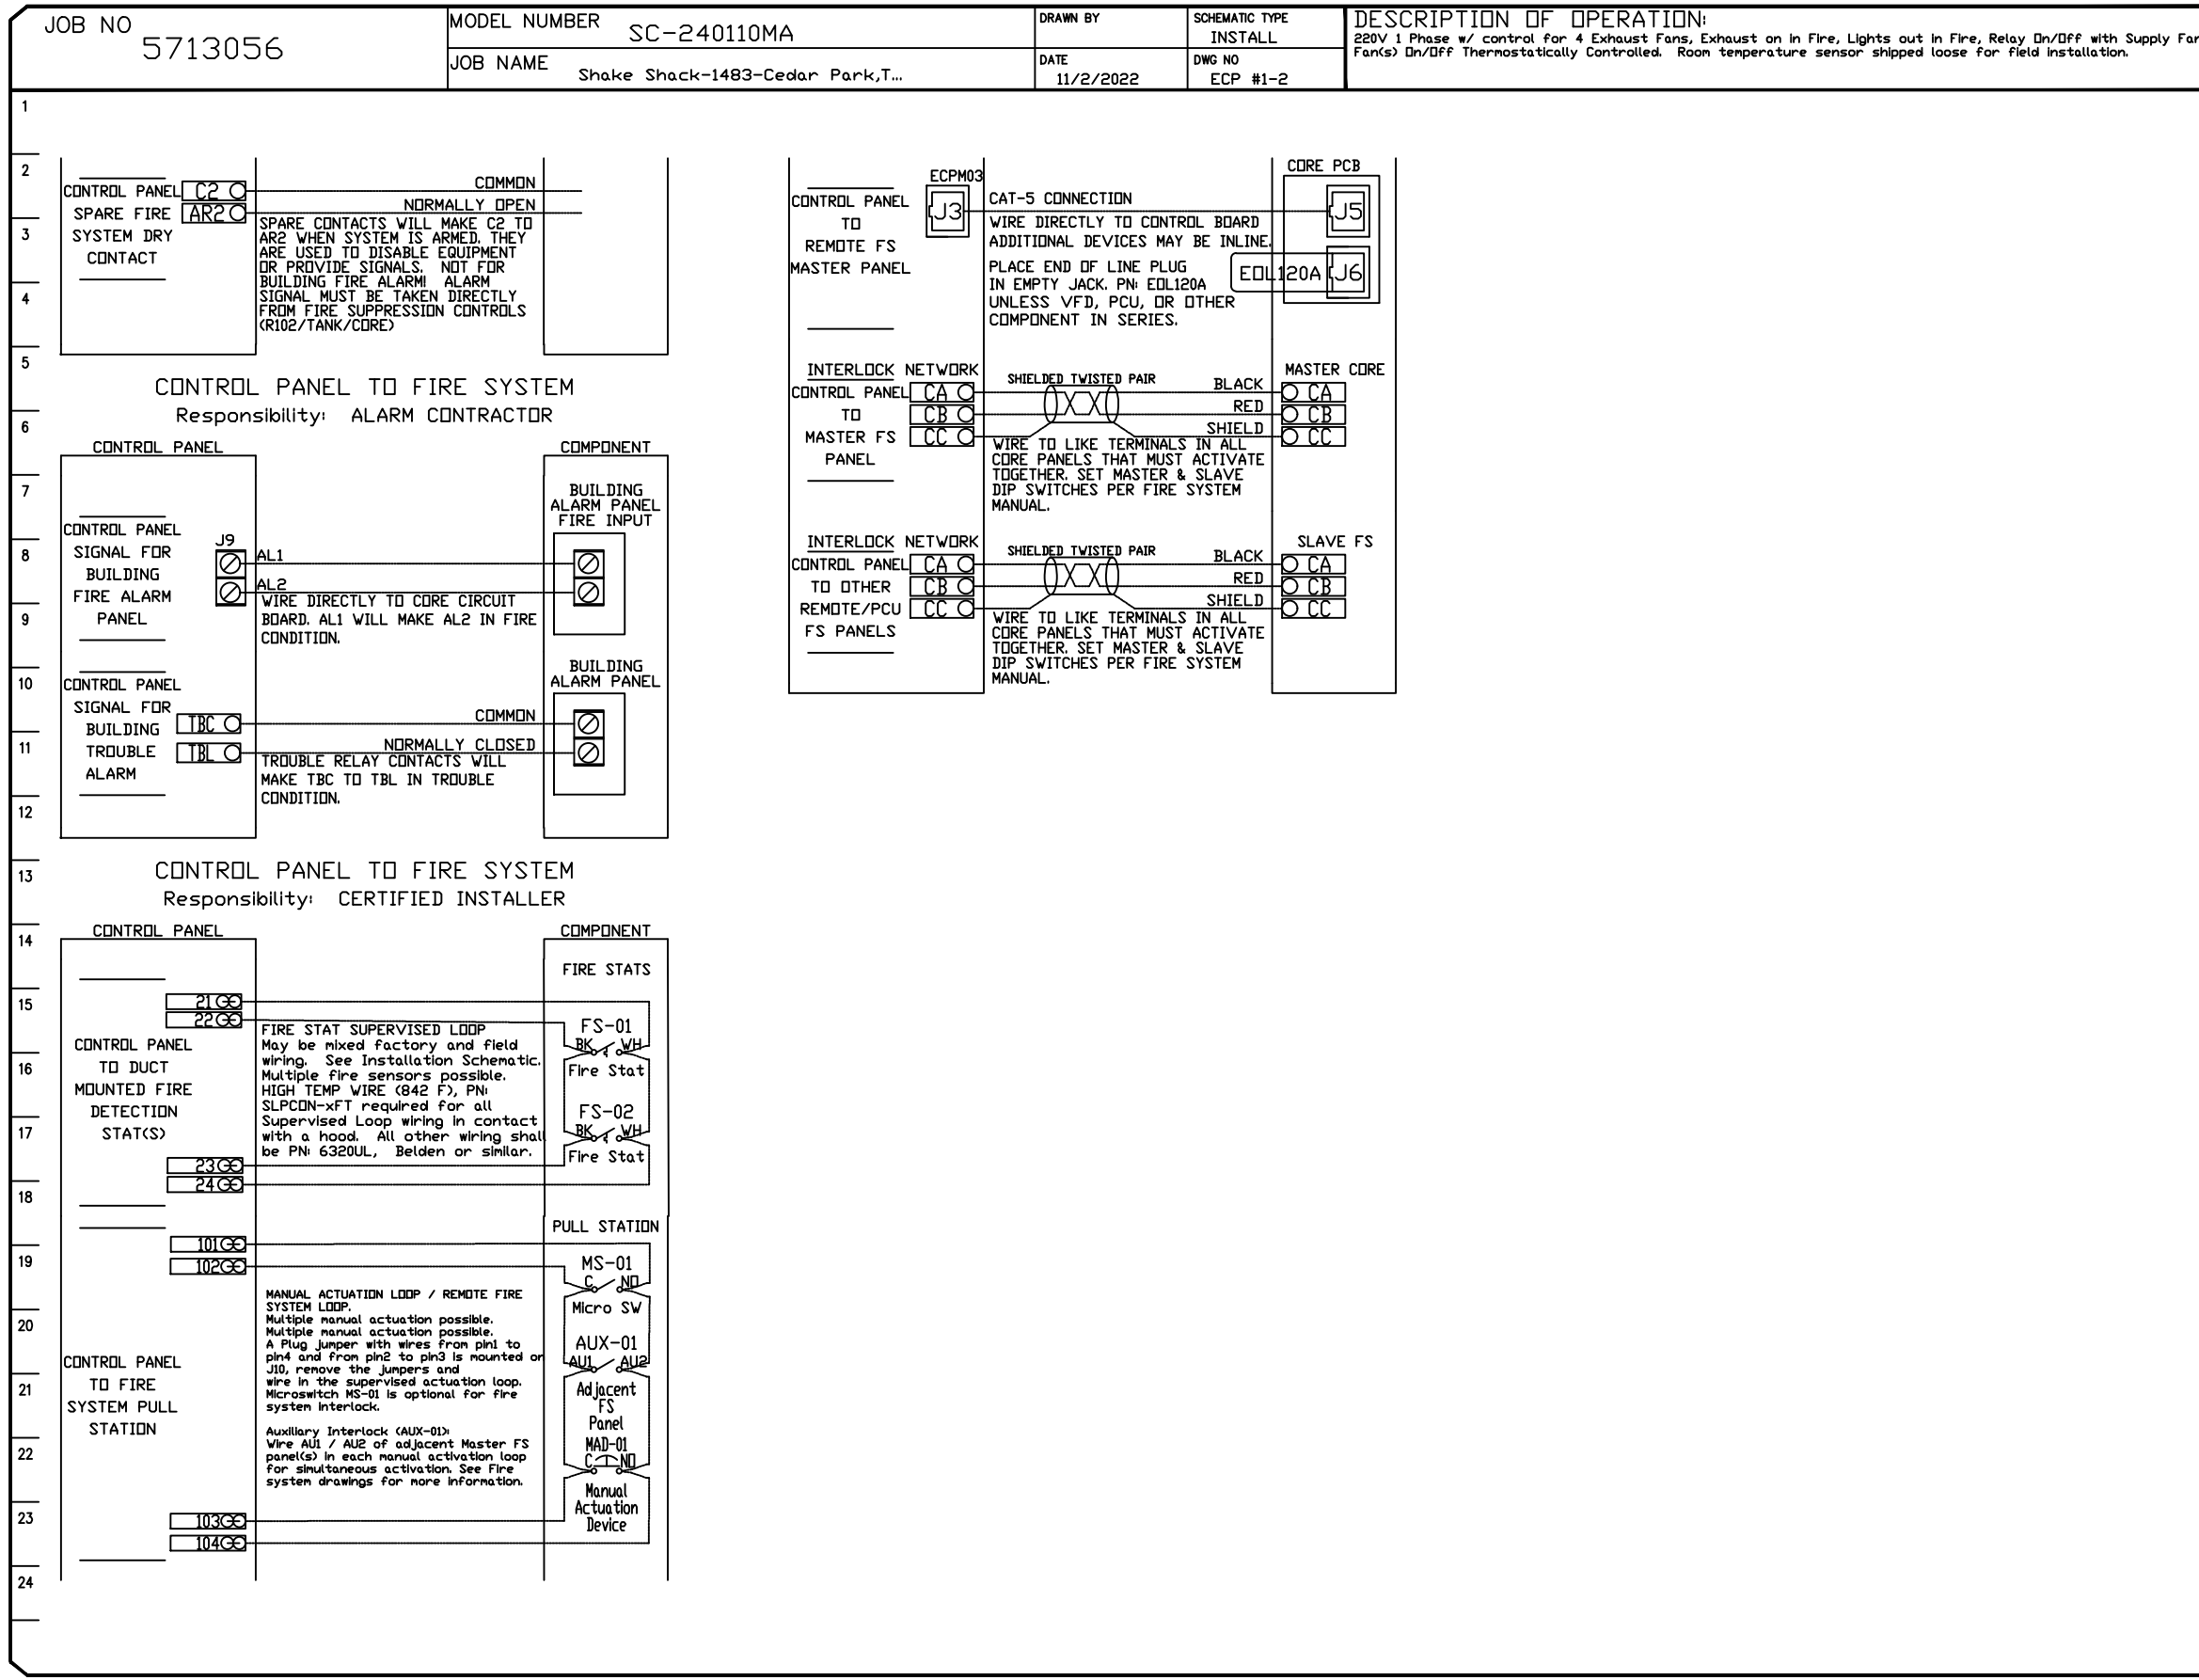 JOB NO
5713056
MODEL NUMBER
SC-240110MA
JOB NAME
Shake Shack-1483-Cedar Park,T...
DRAWN BY
DATE
11/2/2022
SCHEMATIC TYPE
INSTALL
DWG NO
ECP #1-2
DESCRIPTION OF OPERATION:
220V 1 Phase w/ control for 4 Exhaust Fans, Exhaust on in Fire, Lights out in Fire, Relay On/Off with Supply Fan
Fan(s) On/Off Thermostatically Controlled. Room temperature sensor shipped loose for field installation.
1
2
3
4
5
6
7
8
9
10
11
12
13
14
15
16
17
18
19
20
21
22
23
24
CONTROL PANEL
SPARE FIRE
SYSTEM DRY
CONTACT
C2
AR2
COMMON
NORMALLY OPEN
SPARE CONTACTS WILL MAKE C2 TO
AR2 WHEN SYSTEM IS ARMED. THEY
ARE USED TO DISABLE EQUIPMENT
OR PROVIDE SIGNALS. NOT FOR
BUILDING FIRE ALARM! ALARM
SIGNAL MUST BE TAKEN DIRECTLY
FROM FIRE SUPPRESSION CONTROLS
(R102/TANK/CORE)
CONTROL PANEL TO FIRE SYSTEM
Responsibility: ALARM CONTRACTOR
CONTROL PANEL
COMPONENT
CONTROL PANEL
SIGNAL FOR
BUILDING
FIRE ALARM
PANEL
J9
AL1
AL2
WIRE DIRECTLY TO CORE CIRCUIT
BOARD. AL1 WILL MAKE AL2 IN FIRE
CONDITION.
BUILDING
ALARM PANEL
FIRE INPUT
CONTROL PANEL
SIGNAL FOR
BUILDING
TROUBLE
ALARM
TBC
TBL
COMMON
NORMALLY CLOSED
TROUBLE RELAY CONTACTS WILL
MAKE TBC TO TBL IN TROUBLE
CONDITION.
BUILDING
ALARM PANEL
CONTROL PANEL TO FIRE SYSTEM
Responsibility: CERTIFIED INSTALLER
CONTROL PANEL
COMPONENT
CONTROL PANEL
TO DUCT
MOUNTED FIRE
DETECTION
STAT(S)
21
22
23
24
FIRE STAT SUPERVISED LOOP
May be mixed factory and field
wiring. See Installation Schematic.
Multiple fire sensors possible.
HIGH TEMP WIRE (842 F), PN:
SLPCON-xFT required for all
Supervised Loop wiring in contact
with a hood. All other wiring shall
be PN: 6320UL, Belden or similar.
FIRE STATS
FS-01
BK WH
Fire Stat
FS-02
BK WH
Fire Stat
CONTROL PANEL
TO FIRE
SYSTEM PULL
STATION
101
102
103
104
MANUAL ACTUATION LOOP / REMOTE FIRE
SYSTEM LOOP.
Multiple manual actuation possible.
Multiple manual actuation possible.
A Plug jumper with wires from pin1 to
pin4 and from pin2 to pin3 is mounted on
J10, remove the jumpers and
wire in the supervised actuation loop.
Microswitch MS-01 is optional for fire
system interlock.
Auxiliary Interlock (AUX-01):
Wire AU1 / AU2 of adjacent Master FS
panel(s) in each manual activation loop
for simultaneous activation. See Fire
system drawings for more information.
PULL STATION
MS-01
C NO
Micro SW
AUX-01
AU1 AU2
Adjacent
FS
Panel
MAD-01
C NO
Manual
Actuation
Device
CONTROL PANEL
TO
REMOTE FS
MASTER PANEL
ECPM03
J3
CAT-5 CONNECTION
WIRE DIRECTLY TO CONTROL BOARD
ADDITIONAL DEVICES MAY BE INLINE.
PLACE END OF LINE PLUG
IN EMPTY JACK. PN: EOL120A
UNLESS VFD, PCU, OR OTHER
COMPONENT IN SERIES.
CORE PCB
J5
EOL120A J6
INTERLOCK NETWORK
CONTROL PANEL
TO
MASTER FS
PANEL
CA
CB
CC
SHIELDED TWISTED PAIR
BLACK
RED
SHIELD
WIRE TO LIKE TERMINALS IN ALL
CORE PANELS THAT MUST ACTIVATE
TOGETHER. SET MASTER & SLAVE
DIP SWITCHES PER FIRE SYSTEM
MANUAL.
MASTER CORE
CA
CB
CC
INTERLOCK NETWORK
CONTROL PANEL
TO OTHER
REMOTE/PCU
FS PANELS
CA
CB
CC
SHIELDED TWISTED PAIR
BLACK
RED
SHIELD
WIRE TO LIKE TERMINALS IN ALL
CORE PANELS THAT MUST ACTIVATE
TOGETHER. SET MASTER & SLAVE
DIP SWITCHES PER FIRE SYSTEM
MANUAL.
SLAVE FS
CA
CB
CC